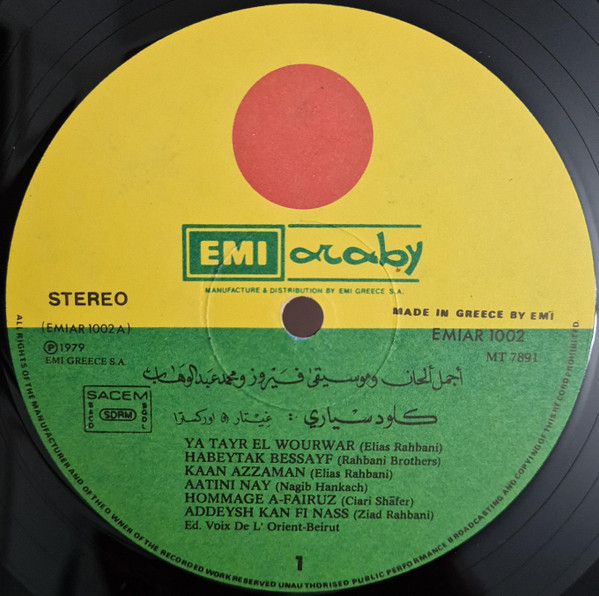 EMI araby
MANUFACTURE & DISTRIBUTION BY EMI GREECE S.A.
STEREO
MADE IN GREECE BY EMI
(EMIAR 1002 A)
EMIAR 1002
℗ 1979
MT 7891
EMI GREECE S.A.
أجمل ألحان وموسيقى فيروز ومحمد عبد الوهاب
SACEM
SACD
SDRM
BGDL
كلود سياري : غيتار و اوركسترا
YA TAYR EL WOURWAR (Elias Rahbani)
HABEYTAK BESSAYF (Rahbani Brothers)
KAAN AZZAMAN (Elias Rahbani)
AATINI NAY (Nagib Hankach)
HOMMAGE A-FAIRUZ (Ciari Shäfer)
ADDEYSH KAN FI NASS (Ziad Rahbani)
Ed. Voix De L' Orient-Beirut
1
ALL RIGHTS OF THE MANUFACTURER AND OF THE OWNER OF THE RECORDED WORK RESERVED UNAUTHORISED PUBLIC PERFORMANCE BROADCASTING AND COPYING OF THIS RECORD PROHIBITED.